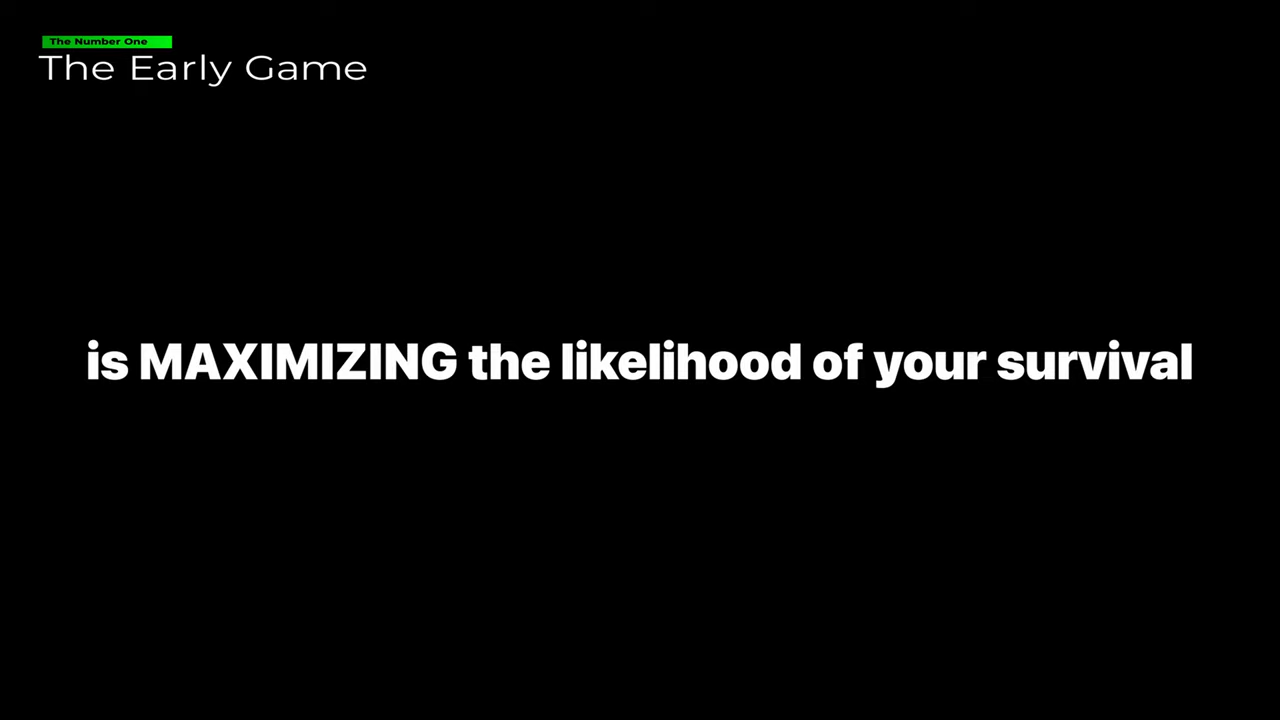 The Number One
The Early Game
is MAXIMIZING the likelihood of your survival